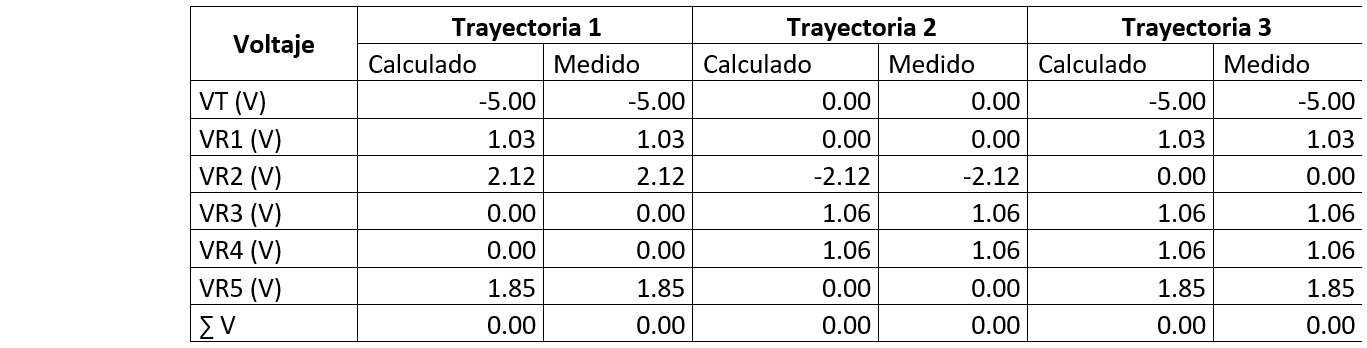 Voltaje Trayectoria 1 Trayectoria 2 Trayectoria 3
Calculado Medido Calculado Medido Calculado Medido
VT (V) -5.00 -5.00 0.00 0.00 -5.00 -5.00
VR1 (V) 1.03 1.03 0.00 0.00 1.03 1.03
VR2 (V) 2.12 2.12 -2.12 -2.12 0.00 0.00
VR3 (V) 0.00 0.00 1.06 1.06 1.06 1.06
VR4 (V) 0.00 0.00 1.06 1.06 1.06 1.06
VR5 (V) 1.85 1.85 0.00 0.00 1.85 1.85
∑ V 0.00 0.00 0.00 0.00 0.00 0.00